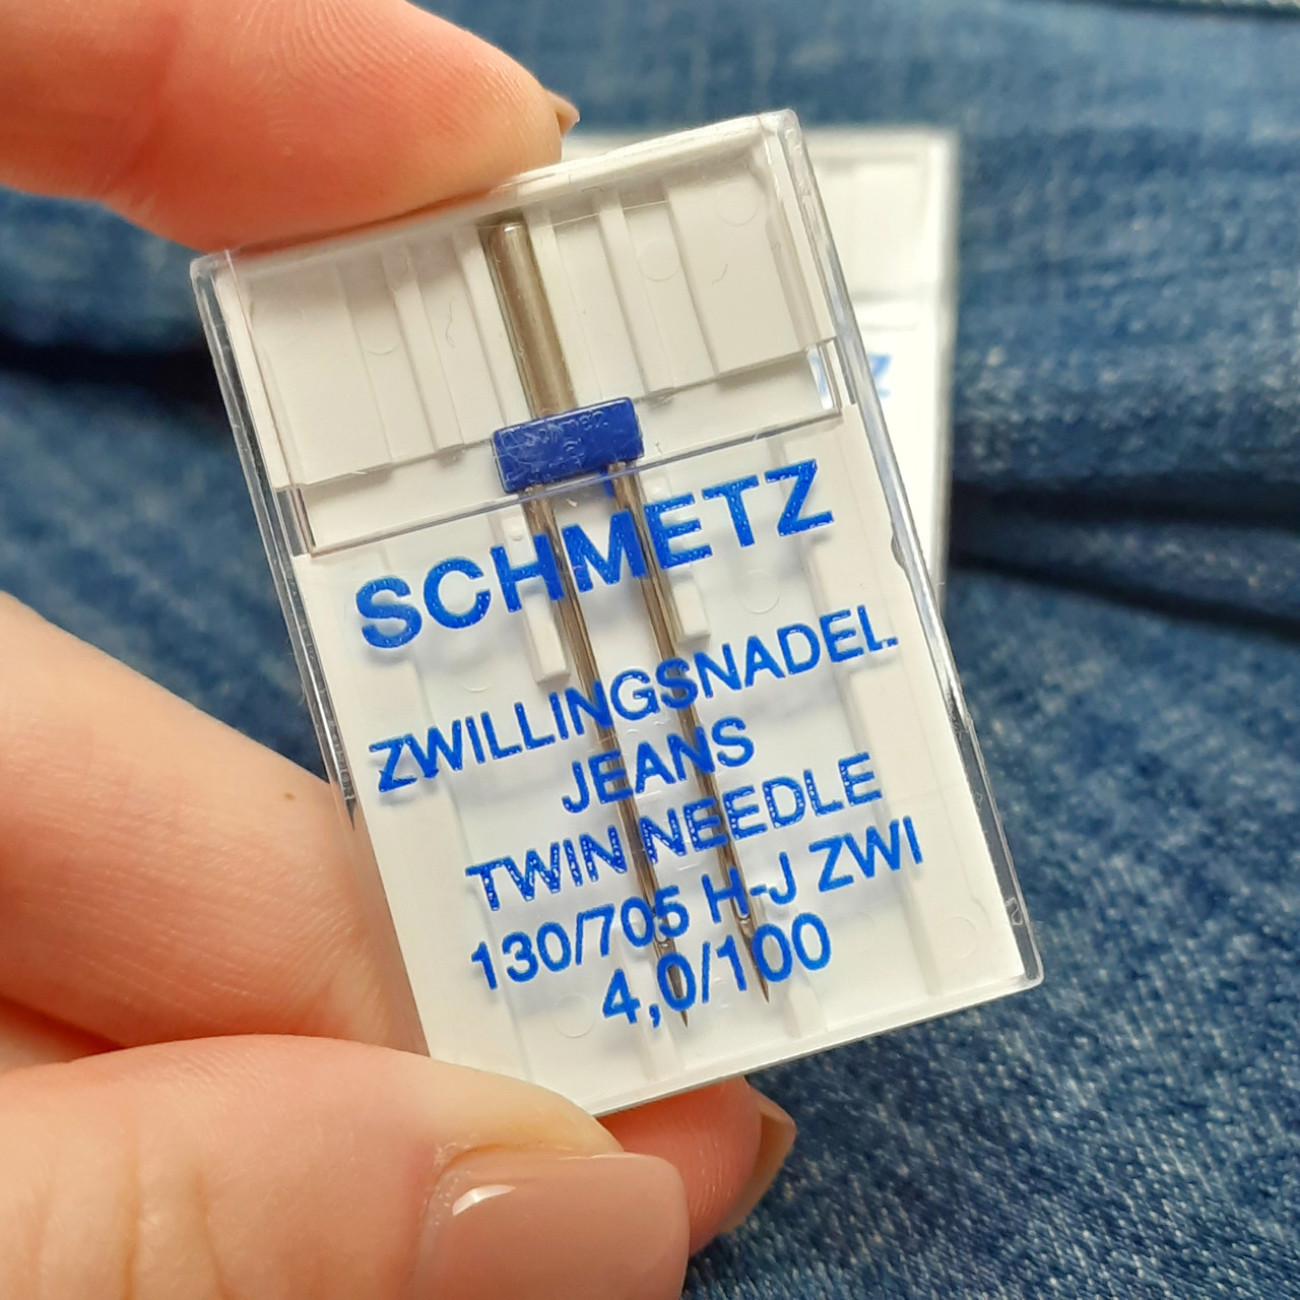 SCHMETZ
ZWILLINGSNADEL
JEANS
TWIN NEEDLE
130/705 H-J ZWI
4,0/100
Z